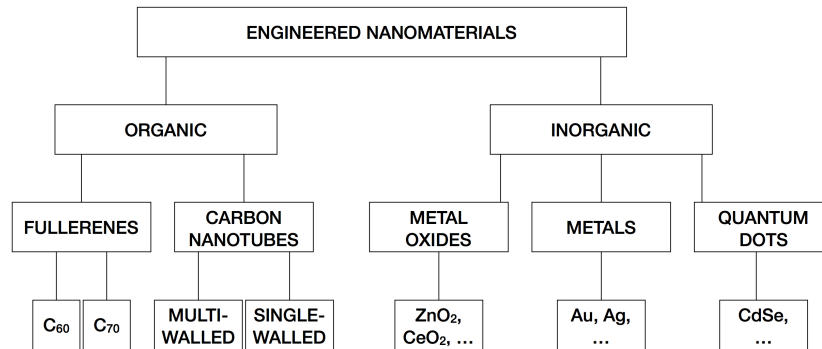 ENGINEERED NANOMATERIALS
ORGANIC
INORGANIC
FULLERENES
CARBON
NANOTUBES
METAL
OXIDES
METALS
QUANTUM
DOTS
C₆₀
C₇₀
MULTI-
WALLED
SINGLE-
WALLED
ZnO₂,
CeO₂, ...
Au, Ag,
...
CdSe,
...